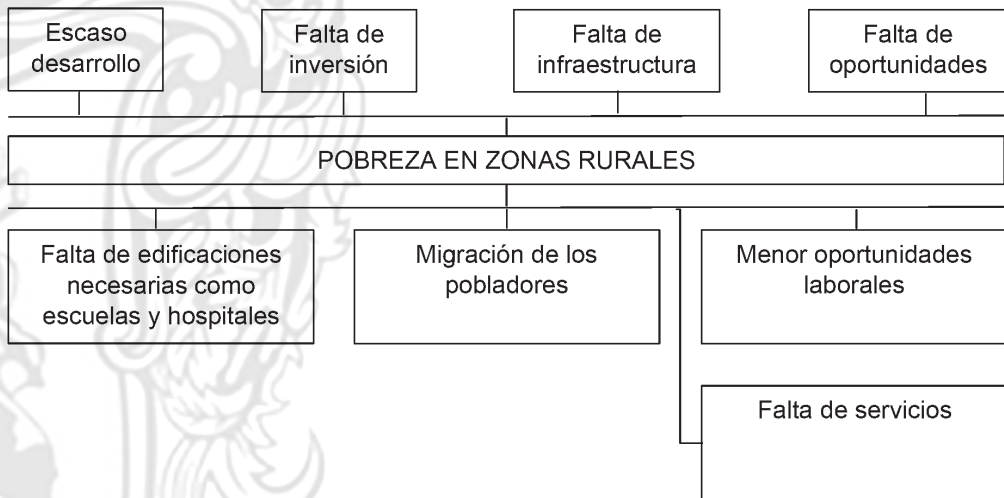 Escaso
desarrollo
Falta de
inversión
Falta de
infraestructura
Falta de
oportunidades
POBREZA EN ZONAS RURALES
Falta de edificaciones
necesarias como
escuelas y hospitales
Migración de los
pobladores
Menor oportunidades
laborales
Falta de servicios